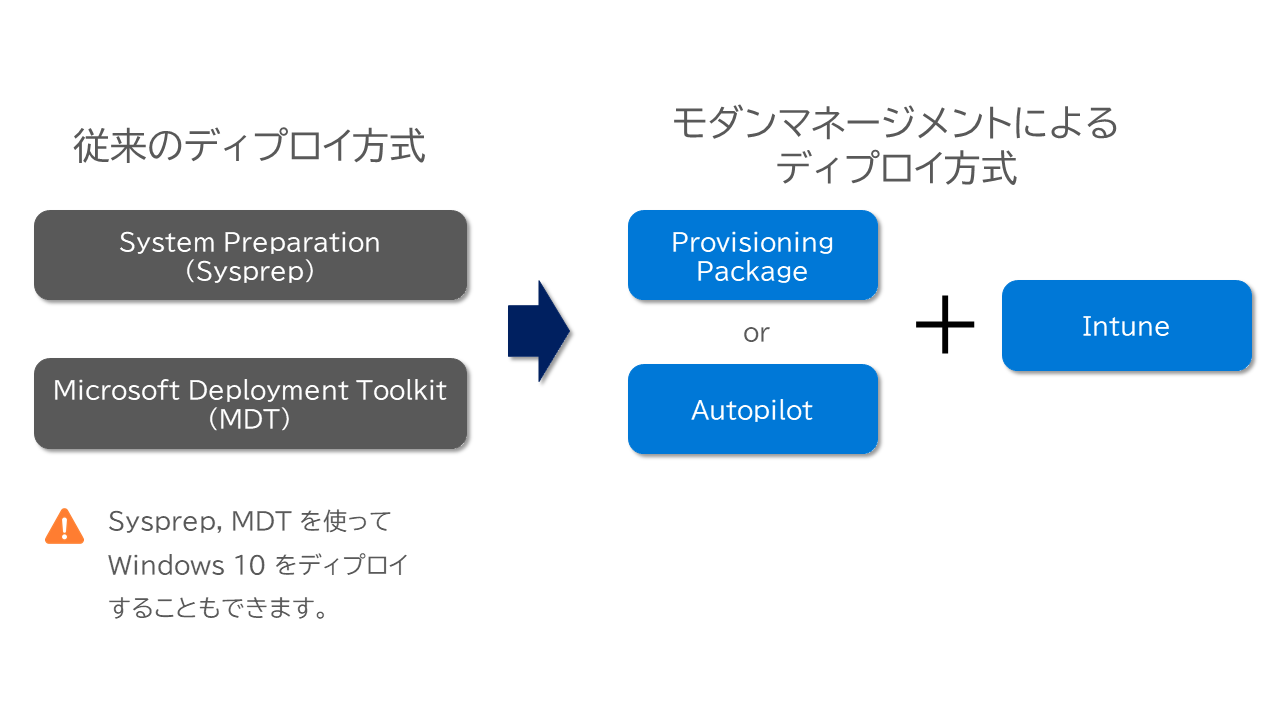 従来のディプロイ方式
System Preparation
(Sysprep)
Microsoft Deployment Toolkit
(MDT)
Sysprep, MDT を使って
Windows 10 をディプロイ
することもできます。
モダンマネージメントによる
ディプロイ方式
Provisioning
Package
or
Autopilot
Intune